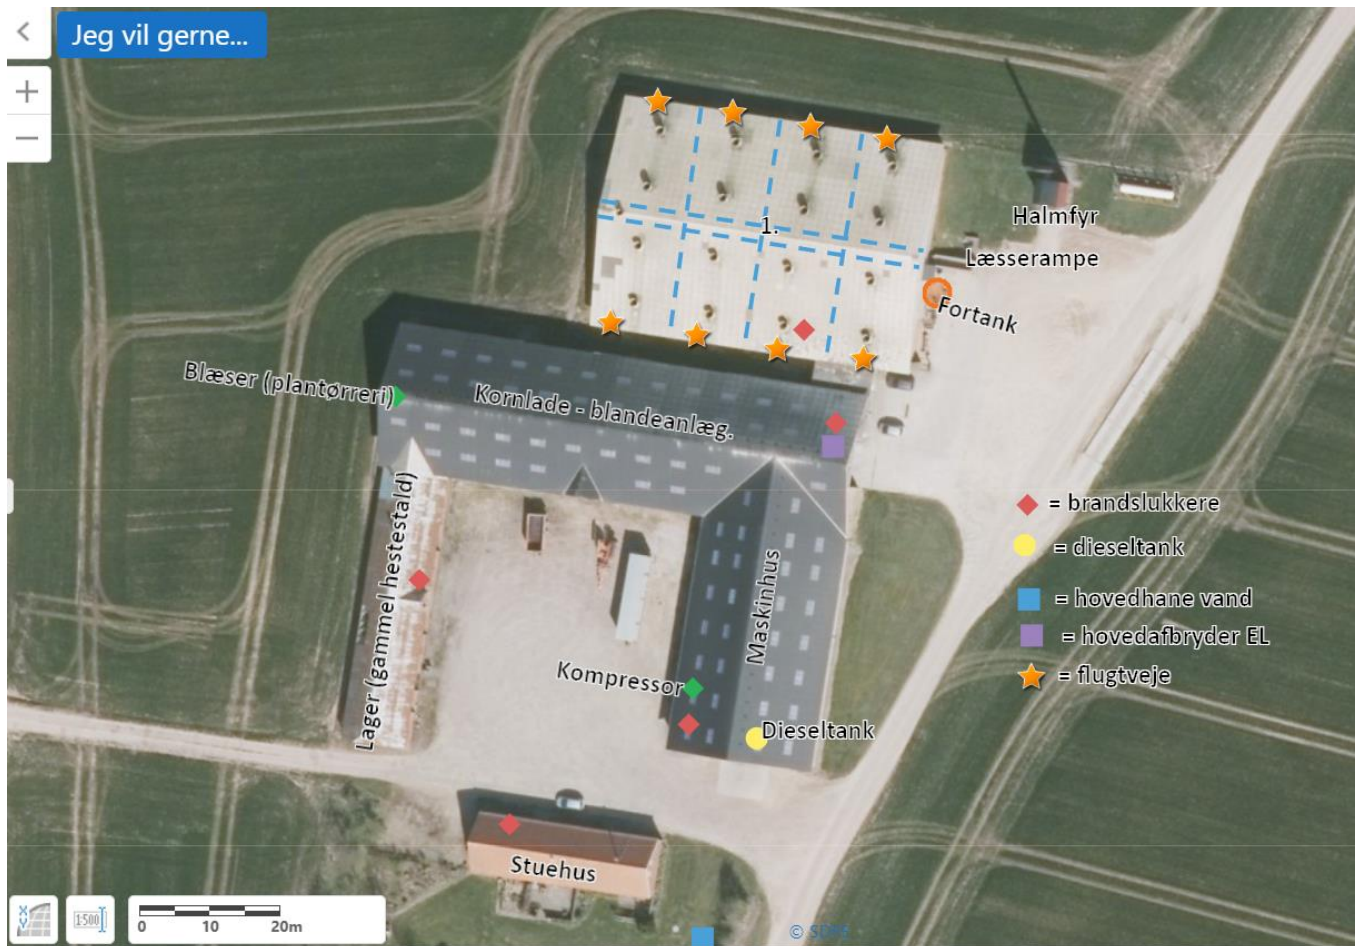 Jeg vil gerne...
1.
Halmfyr
Læsserampe
Fortank
Blæser (plantørreri)
Kornlade - blandeanlæg.
Lager (gammel hestestald)
Maskinhus
= brandslukkere
= dieseltank
= hovedhane vand
= hovedafbryder EL
= flugtveje
Kompressor
Dieseltank
Stuehus
X
Y
1:500
0 10 20m
© SDFI